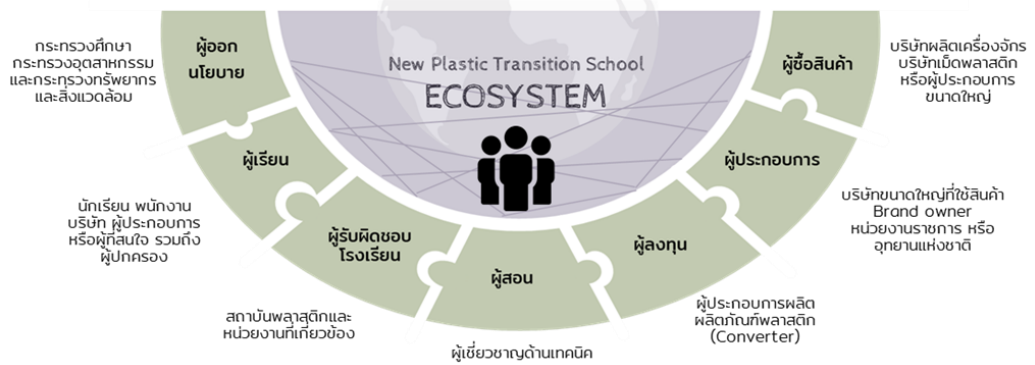 New Plastic Transition School
ECOSYSTEM
กระทรวงศึกษา
กระทรวงอุตสาหกรรม
และกระทรวงทรัพยากร
และสิ่งแวดล้อม
ผู้ออก
นโยบาย
ผู้เรียน
นักเรียน พนักงาน
บริษัท ผู้ประกอบการ
หรือผู้ที่สนใจ รวมถึง
ผู้ปกครอง
ผู้รับผิดชอบ
โรงเรียน
สถาบันพลาสติกและ
หน่วยงานที่เกี่ยวข้อง
ผู้สอน
ผู้เชี่ยวชาญด้านเทคนิค
ผู้ลงทุน
ผู้ประกอบการผลิต
ผลิตภัณฑ์พลาสติก
(Converter)
ผู้ประกอบการ
บริษัทขนาดใหญ่ที่ใช้สินค้า
Brand owner
หน่วยงานราชการ หรือ
อุทยานแห่งชาติ
ผู้ซื้อสินค้า
บริษัทผลิตเครื่องจักร
บริษัทเม็ดพลาสติก
หรือผู้ประกอบการ
ขนาดใหญ่